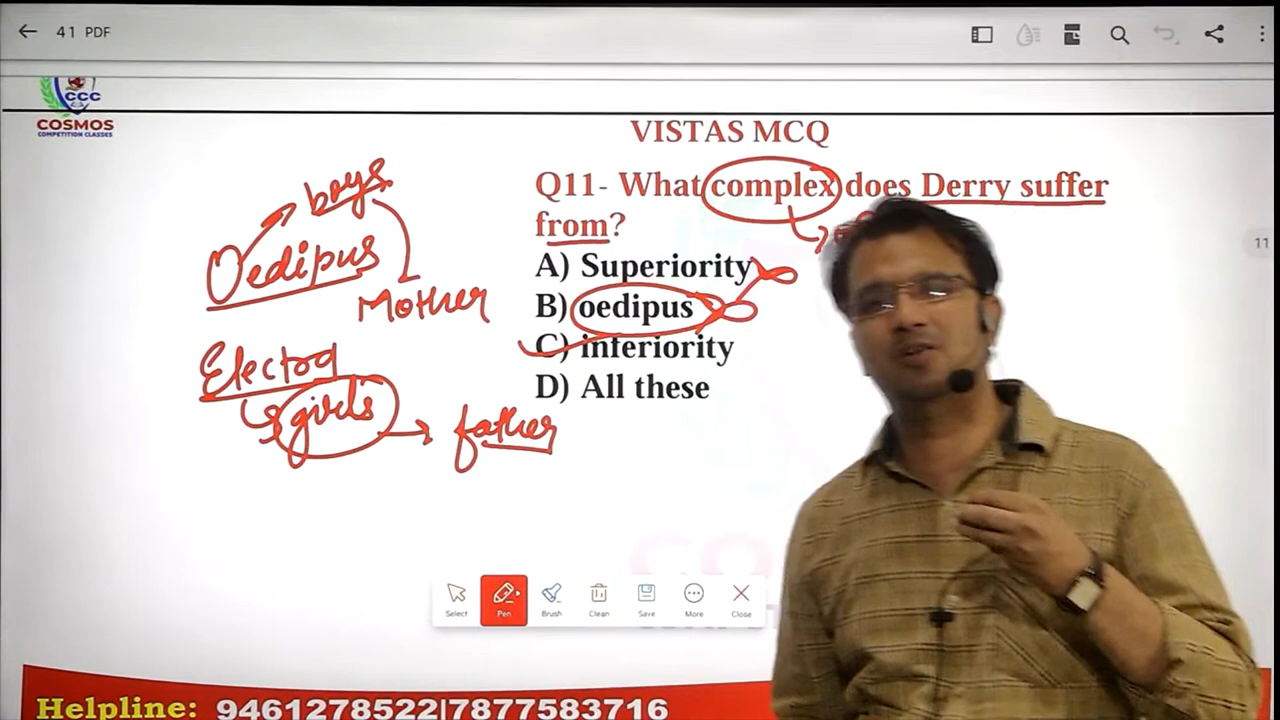 41 PDF
CCC
COSMOS
COMPETITION CLASSES
VISTAS MCQ
Q11- What complex does Derry suffer
from?
A) Superiority
B) oedipus
C) inferiority
D) All these
boys
Oedipus
Mother
Electra
girls
father
11
Select
Pen
Brush
Clean
Save
More
Close
Helpline: 9461278522|7877583716